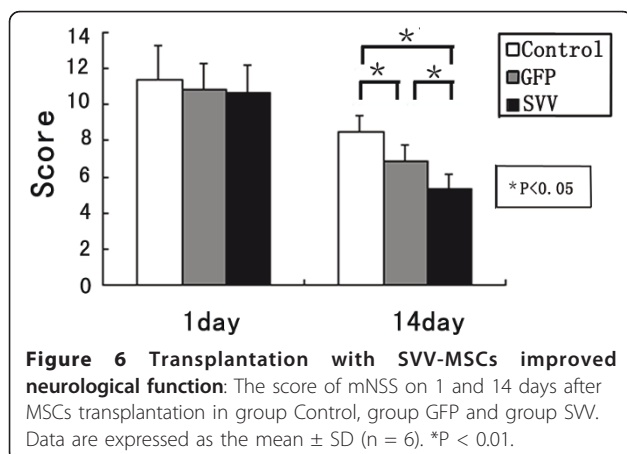 14
12
10
8
6
4
2
0
Score
* 
* *
Control
GFP
SVV
*P<0.05
1day 14day
Figure 6 Transplantation with SVV-MSCs improved
neurological function: The score of mNSS on 1 and 14 days after
MSCs transplantation in group Control, group GFP and group SVV.
Data are expressed as the mean ± SD (n = 6). *P < 0.01.